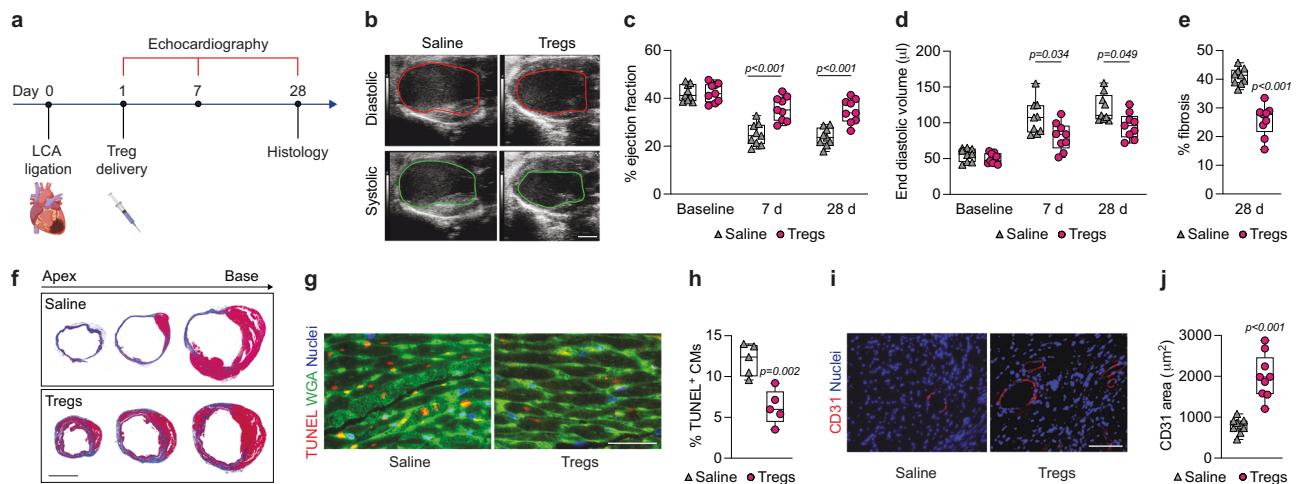 a
Echocardiography
Day 0 1 7 28
LCA ligation
Treg delivery
Histology
b
Saline Tregs
Diastolic
Systolic
c
% ejection fraction
60
40
20
0
p<0.001 p<0.001
Baseline 7 d 28 d
Saline Tregs
d
End diastolic volume (µl)
200
150
100
50
0
p=0.034 p=0.049
Baseline 7 d 28 d
Saline Tregs
e
% fibrosis
50
40
30
20
10
0
p<0.001
28 d
Saline Tregs
f
Apex Base
Saline
Tregs
g
TUNEL WGA Nuclei
Saline Tregs
h
% TUNEL⁺ CMs
15
10
5
0
p=0.002
Saline Tregs
i
CD31 Nuclei
Saline Tregs
j
CD31 area (µm²)
3000
2000
1000
0
p<0.001
Saline Tregs